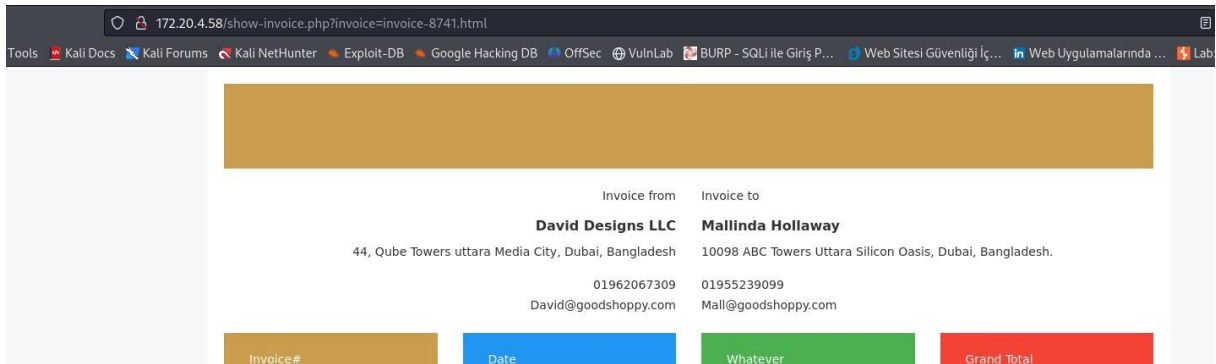 172.20.4.58/show-invoice.php?invoice=invoice-8741.html
Tools Kali Docs Kali Forums Kali NetHunter Exploit-DB Google Hacking DB OffSec VulnLab BURP - SQLi ile Giriş P... Web Sitesi Güvenliği İç... Web Uygulamalarında ... Lab:
Invoice from Invoice to
David Designs LLC Mallinda Hollaway
44, Qube Towers uttara Media City, Dubai, Bangladesh 10098 ABC Towers Uttara Silicon Oasis, Dubai, Bangladesh.
01962067309 01955239099
David@goodshoppy.com Mall@goodshoppy.com
Invoice# Date Whatever Grand Total